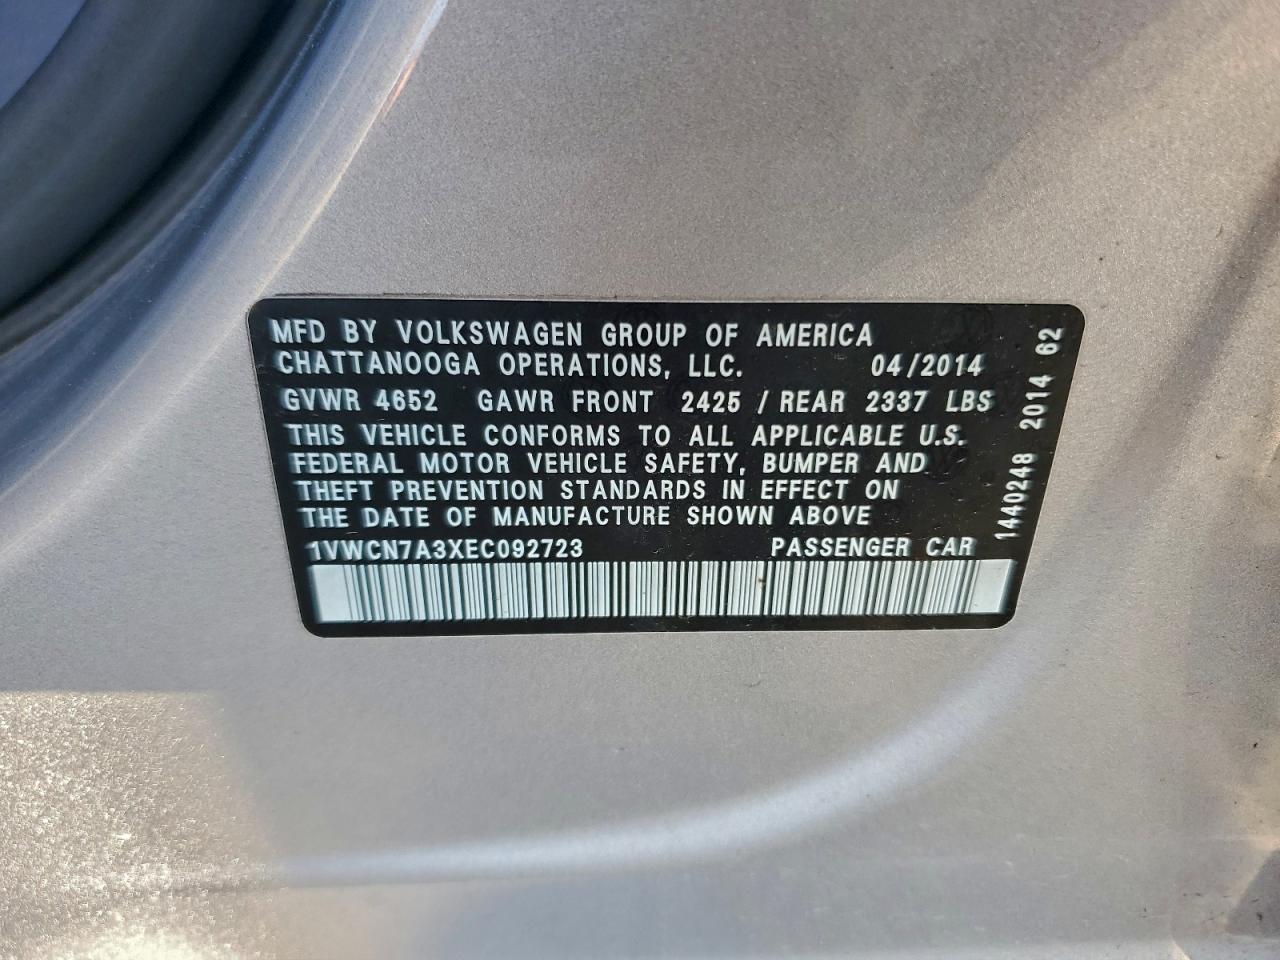 MFD BY VOLKSWAGEN GROUP OF AMERICA
CHATTANOOGA OPERATIONS, LLC. 04/2014
GVWR 4652 GAWR FRONT 2425 / REAR 2337 LBS
THIS VEHICLE CONFORMS TO ALL APPLICABLE U.S.
FEDERAL MOTOR VEHICLE SAFETY, BUMPER AND
THEFT PREVENTION STANDARDS IN EFFECT ON
THE DATE OF MANUFACTURE SHOWN ABOVE
1VWCN7A3XEC092723 PASSENGER CAR
1440248 2014 62